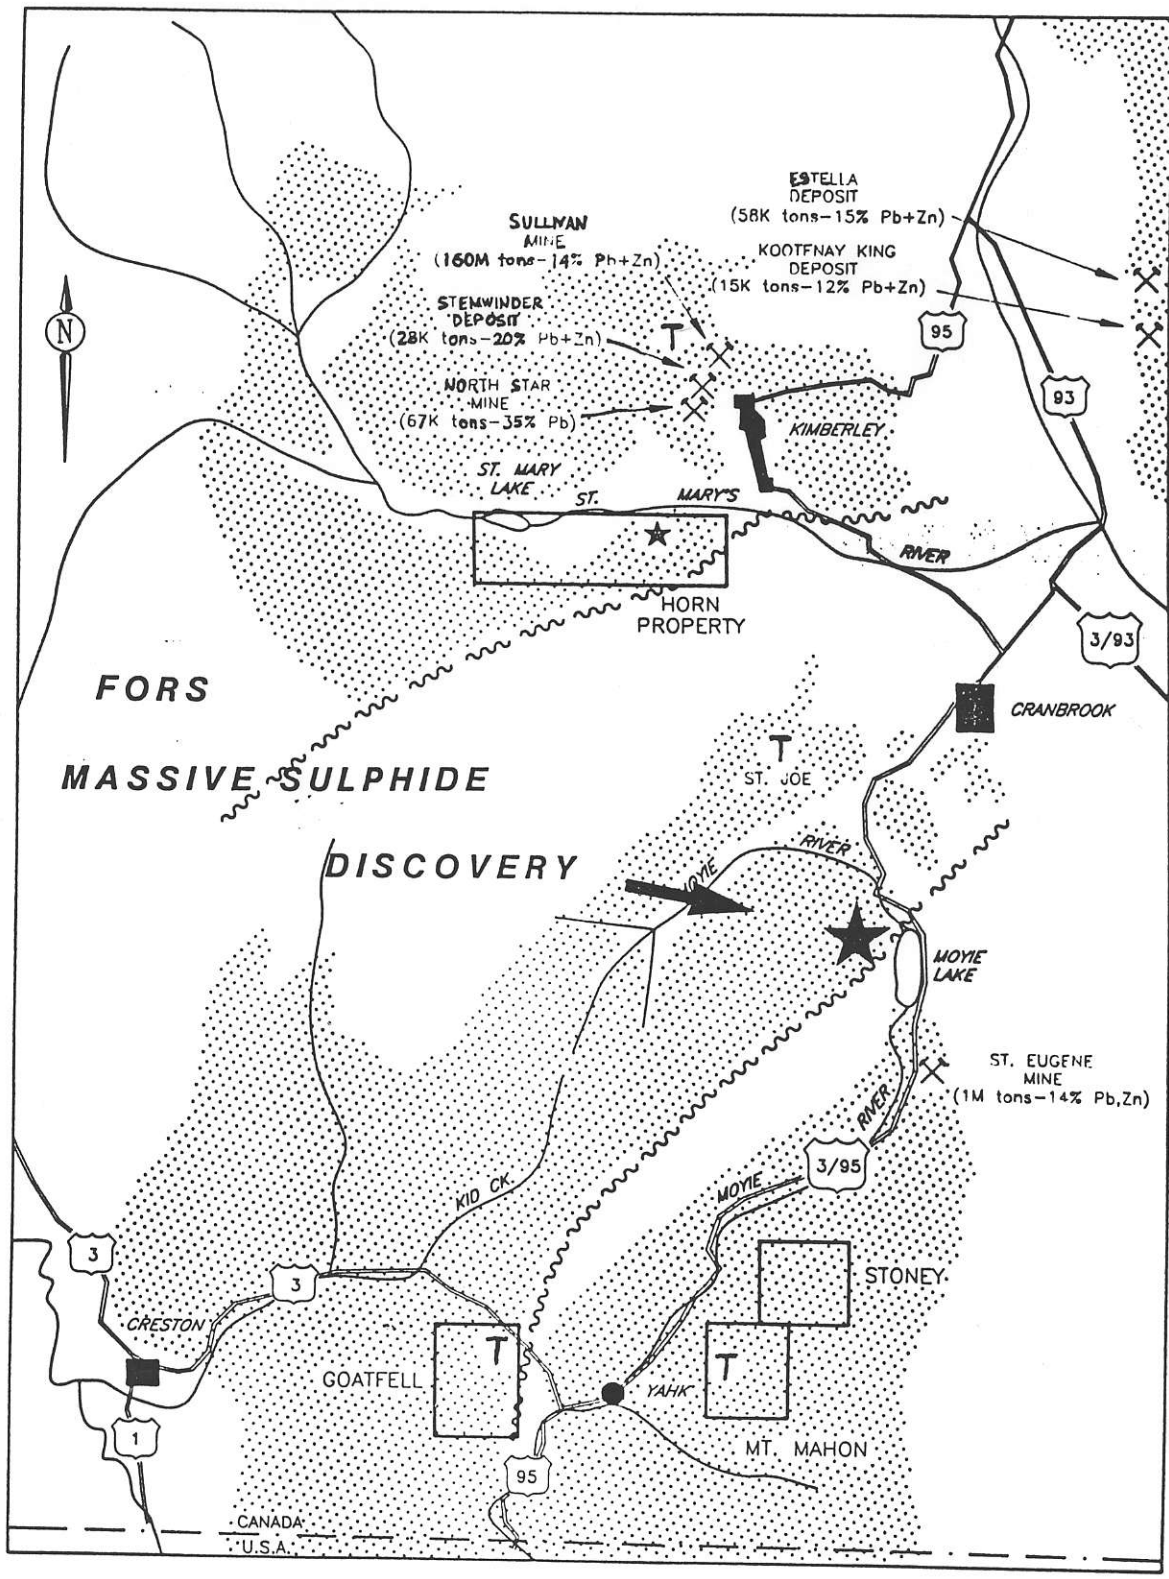 ESTELLA
DEPOSIT
(58K tons-15% Pb+Zn)
SULLIVAN
MINE
(160M tons-14% Pb+Zn)
KOOTENAY KING
DEPOSIT
(15K tons-12% Pb+Zn)
STEMWINDER
DEPOSIT
(28K tons-20% Pb+Zn)
T
N
95
NORTH STAR
MINE
(67K tons-35% Pb)
93
KIMBERLEY
ST. MARY
LAKE
ST. MARY'S RIVER
HORN
PROPERTY
3/93
FORS
CRANBROOK
MASSIVE SULPHIDE
T
ST. JOE
DISCOVERY
MOYIE RIVER
MOYIE
LAKE
ST. EUGENE
MINE
(1M tons-14% Pb,Zn)
MOYIE RIVER
3/95
KID CK.
3
3
STONEY
CRESTON
GOATFELL
T
T
YAHK
1
MT. MAHON
95
CANADA
U.S.A.